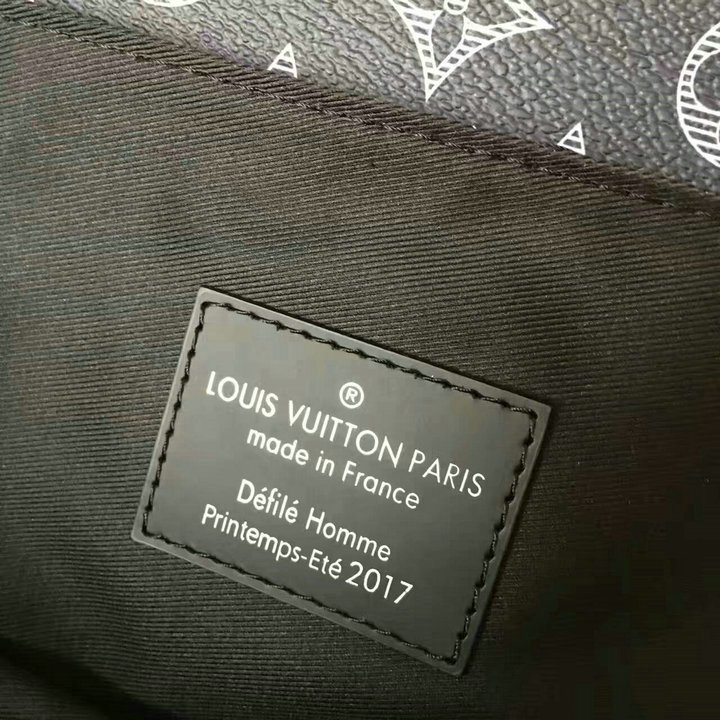 ®
LOUIS VUITTON PARIS
made in France
Défilé Homme
Printemps-Eté 2017